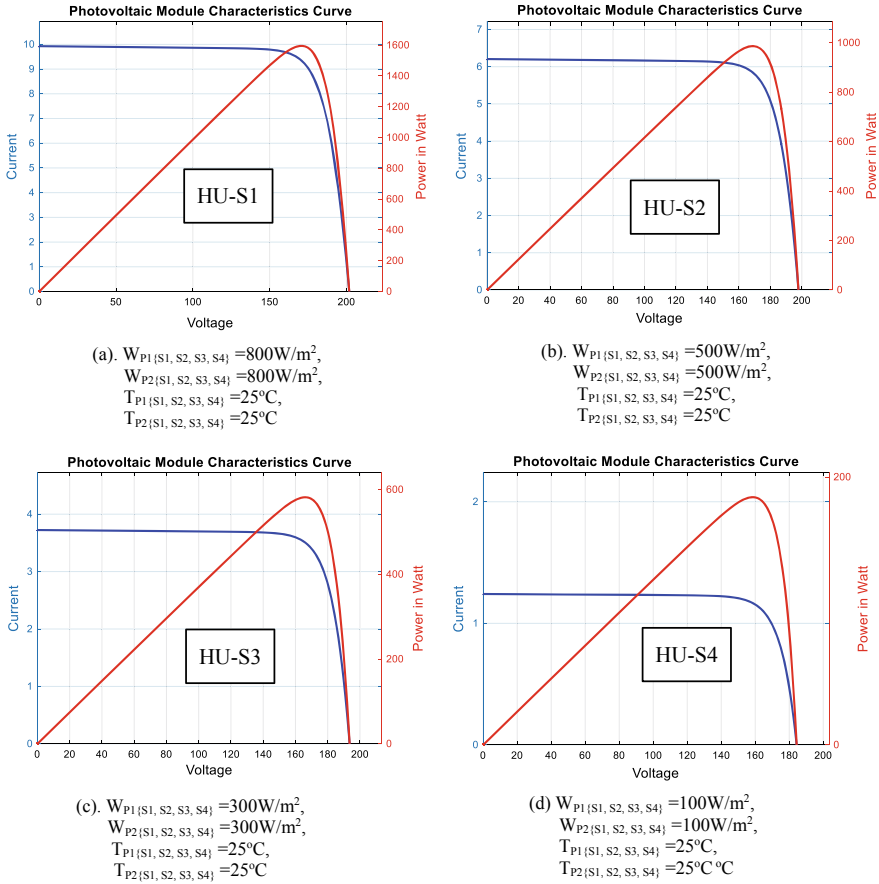 Photovoltaic Module Characteristics Curve
Current
10
9
8
7
6
5
4
3
2
1
0
0
50
100
150
200
Voltage
1600
1400
1280
1000
800
600
400
200
0
Power in Watt
HU-S1
(a). WP1{S1, S2, S3, S4} =800W/m2,
WP2{S1, S2, S3, S4} =800W/m2,
TP1{S1, S2, S3, S4} =25ºC,
TP2{S1, S2, S3, S4} =25ºC
Photovoltaic Module Characteristics Curve
Current
7
6
5
4
3
2
1
0
0
20
40
60
80
100
120
140
160
180
200
Voltage
1000
800
600
400
200
0
Power in Watt
HU-S2
(b). WP1{S1, S2, S3, S4} =500W/m2,
WP2{S1, S2, S3, S4} =500W/m2,
TP1{S1, S2, S3, S4} =25ºC,
TP2{S1, S2, S3, S4} =25ºC
Photovoltaic Module Characteristics Curve
Current
4
3
2
1
0
0
20
40
60
80
100
120
140
160
180
200
Voltage
600
400
200
0
Power in Watt
HU-S3
(c). WP1{S1, S2, S3, S4} =300W/m2,
WP2{S1, S2, S3, S4} =300W/m2,
TP1{S1, S2, S3, S4} =25ºC,
TP2{S1, S2, S3, S4} =25ºC
Photovoltaic Module Characteristics Curve
Current
2
1
0
0
20
40
60
80
100
120
140
160
180
200
Voltage
200
0
Power in Watt
HU-S4
(d) WP1{S1, S2, S3, S4} =100W/m2,
WP2{S1, S2, S3, S4} =100W/m2,
TP1{S1, S2, S3, S4} =25ºC,
TP2{S1, S2, S3, S4} =25ºC ºC